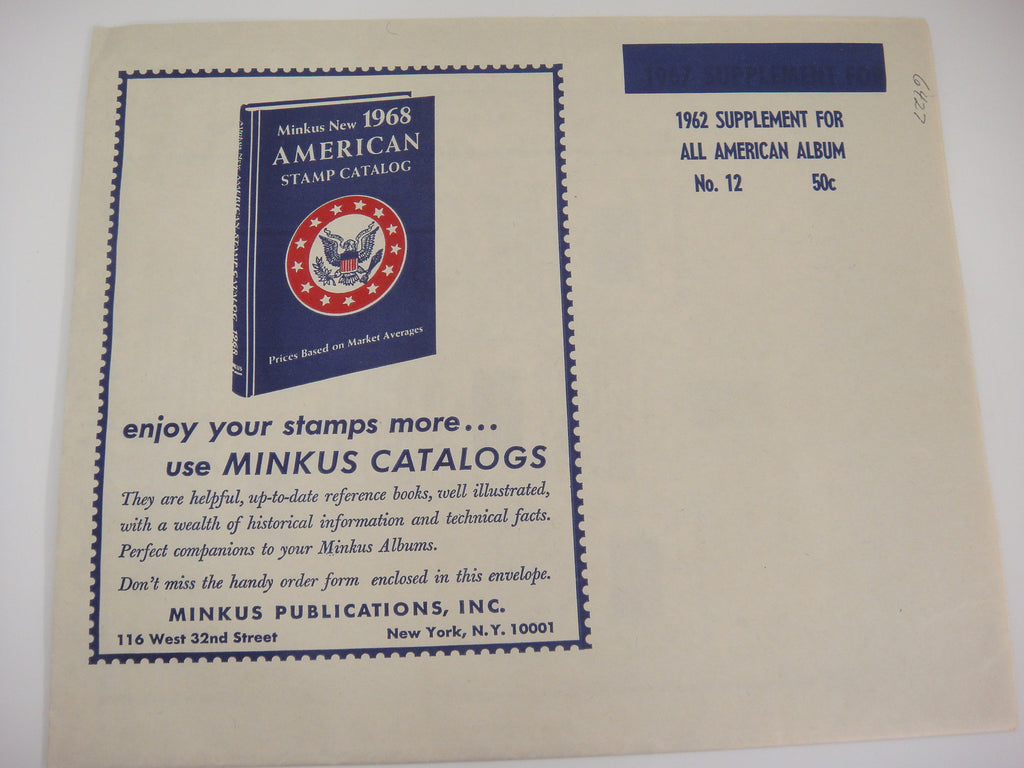 Minkus New 1968
AMERICAN
STAMP CATALOG
Prices Based on Market Averages
enjoy your stamps more...
use MINKUS CATALOGS
They are helpful, up-to-date reference books, well illustrated,
with a wealth of historical information and technical facts.
Perfect companions to your Minkus Albums.
Don't miss the handy order form enclosed in this envelope.
MINKUS PUBLICATIONS, INC.
116 West 32nd Street New York, N.Y. 10001
1967 SUPPLEMENT FOR
1962 SUPPLEMENT FOR
ALL AMERICAN ALBUM
No. 12 50c
6427